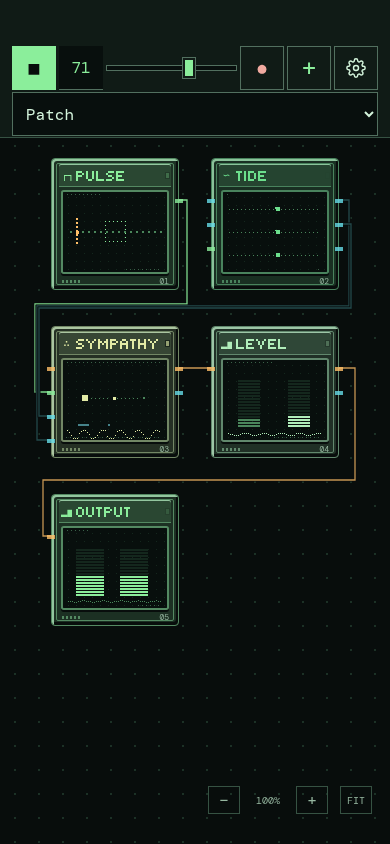 71
Patch
PULSE
01
TIDE
02
SYMPATHY
03
LEVEL
04
OUTPUT
05
− 100% + FIT